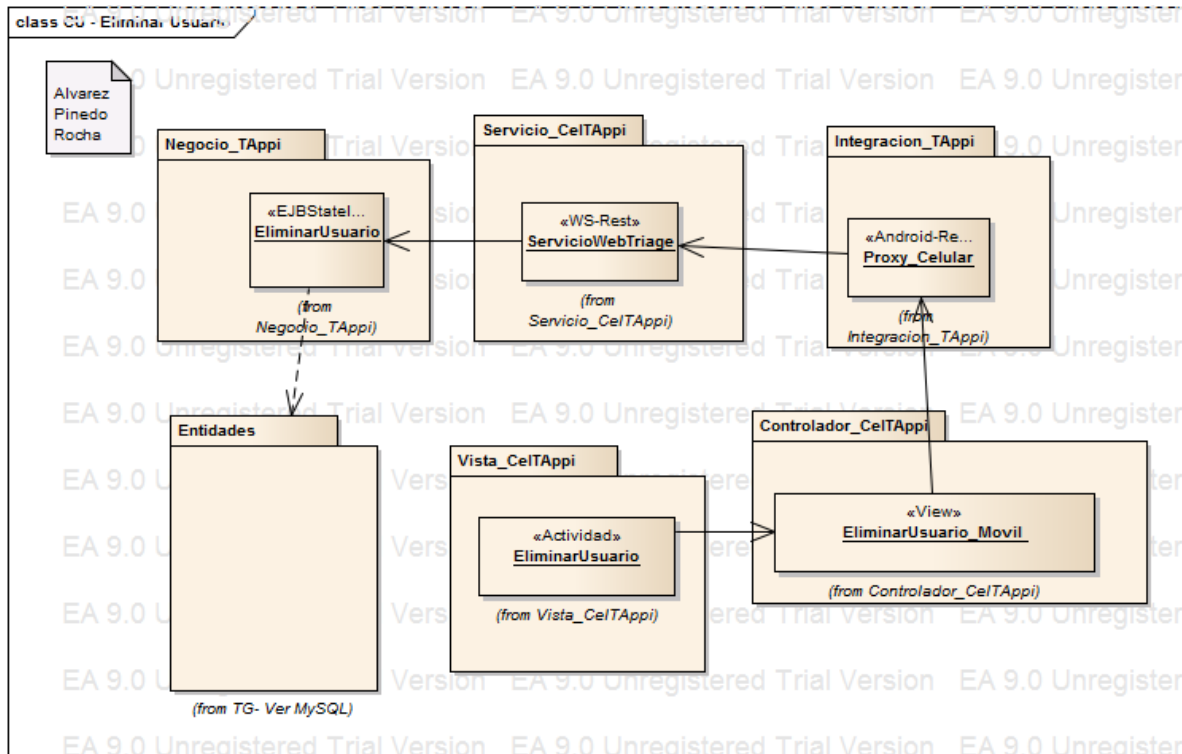 class CU - Eliminar Usuario
Alvarez
Pinedo
Rocha
Negocio_TAppi
«EJBStatel...
EliminarUsuario
(from
Negocio_TAppi)
Servicio_CelTAppi
«WS-Rest»
ServicioWebTriage
(from
Servicio_CelTAppi)
Integracion_TAppi
«Android-Re...
Proxy_Celular
(from
Integracion_TAppi)
Entidades
(from TG- Ver MySQL)
Vista_CelTAppi
«Actividad»
EliminarUsuario
(from Vista_CelTAppi)
Controlador_CelTAppi
«View»
EliminarUsuario_Movil
(from Controlador_CelTAppi)
EA 9.0 Unregistered Trial Version